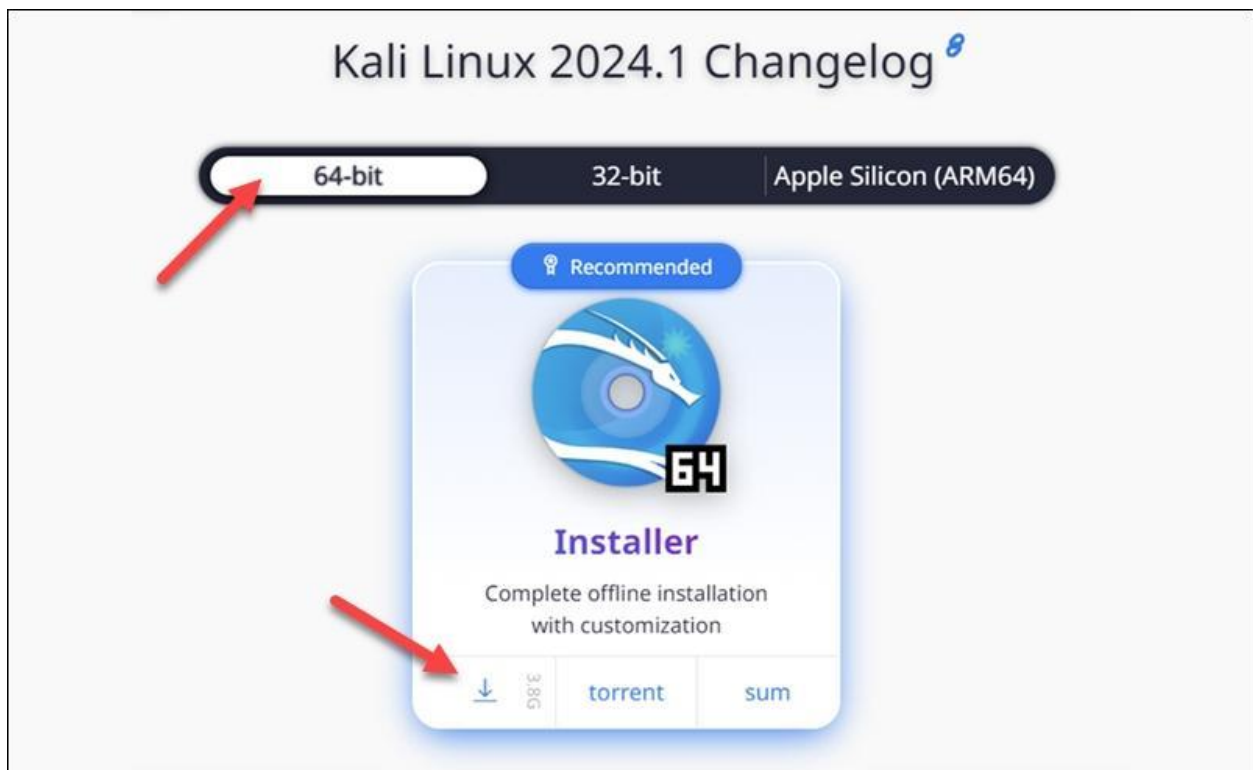 Kali Linux 2024.1 Changelog
64-bit
32-bit
Apple Silicon (ARM64)
Recommended
64
Installer
Complete offline installation
with customization
3.8G
torrent
sum